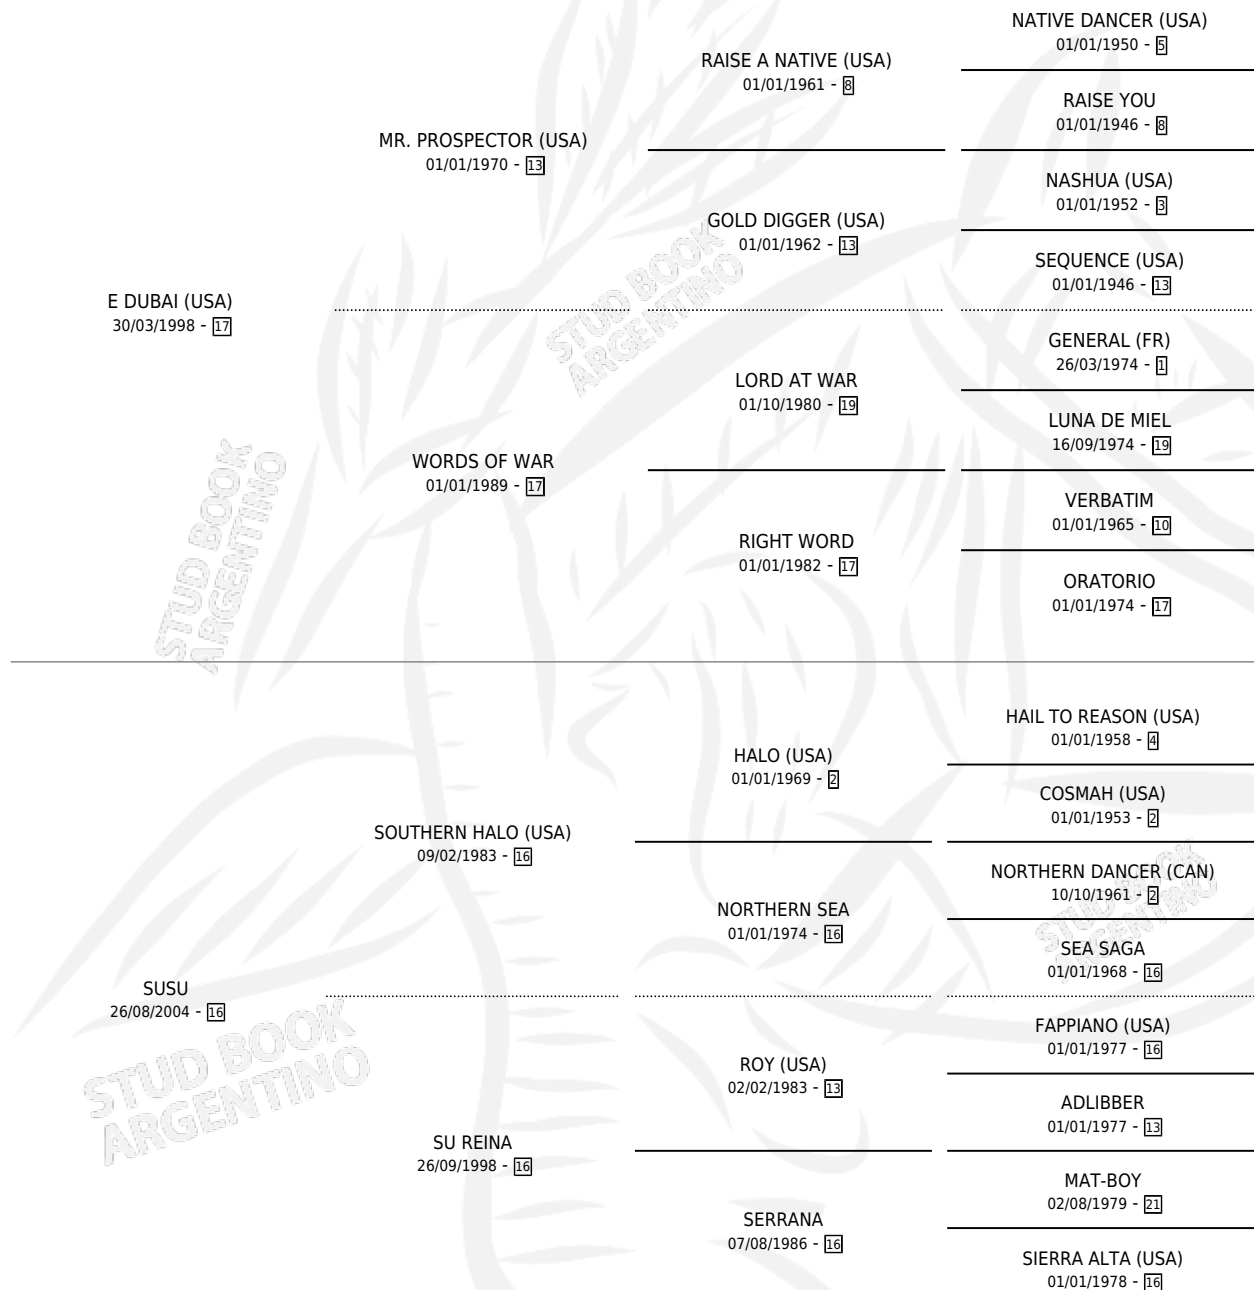 NATIVE DANCER (USA)
01/01/1950 - 5
RAISE A NATIVE (USA)
01/01/1961 - 8
RAISE YOU
01/01/1946 - 8
MR. PROSPECTOR (USA)
01/01/1970 - 13
NASHUA (USA)
01/01/1952 - 3
GOLD DIGGER (USA)
01/01/1962 - 13
SEQUENCE (USA)
01/01/1946 - 13
E DUBAI (USA)
30/03/1998 - 17
GENERAL (FR)
26/03/1974 - 1
LORD AT WAR
01/10/1980 - 19
LUNA DE MIEL
16/09/1974 - 19
WORDS OF WAR
01/01/1989 - 17
VERBATIM
01/01/1965 - 10
RIGHT WORD
01/01/1982 - 17
ORATORIO
01/01/1974 - 17
HAIL TO REASON (USA)
01/01/1958 - 4
HALO (USA)
01/01/1969 - 2
COSMAH (USA)
01/01/1953 - 2
SOUTHERN HALO (USA)
09/02/1983 - 16
NORTHERN DANCER (CAN)
10/10/1961 - 2
NORTHERN SEA
01/01/1974 - 16
SEA SAGA
01/01/1968 - 16
SUSU
26/08/2004 - 16
FAPPIANO (USA)
01/01/1977 - 16
ROY (USA)
02/02/1983 - 13
ADLIBBER
01/01/1977 - 13
SU REINA
26/09/1998 - 16
MAT-BOY
02/08/1979 - 21
SERRANA
07/08/1986 - 16
SIERRA ALTA (USA)
01/01/1978 - 16
STUD BOOK
ARGENTINO
STUD BOOK
ARGENTINO
STUD BOOK
ARGENTINO
STUD BOOK
ARGENTINO